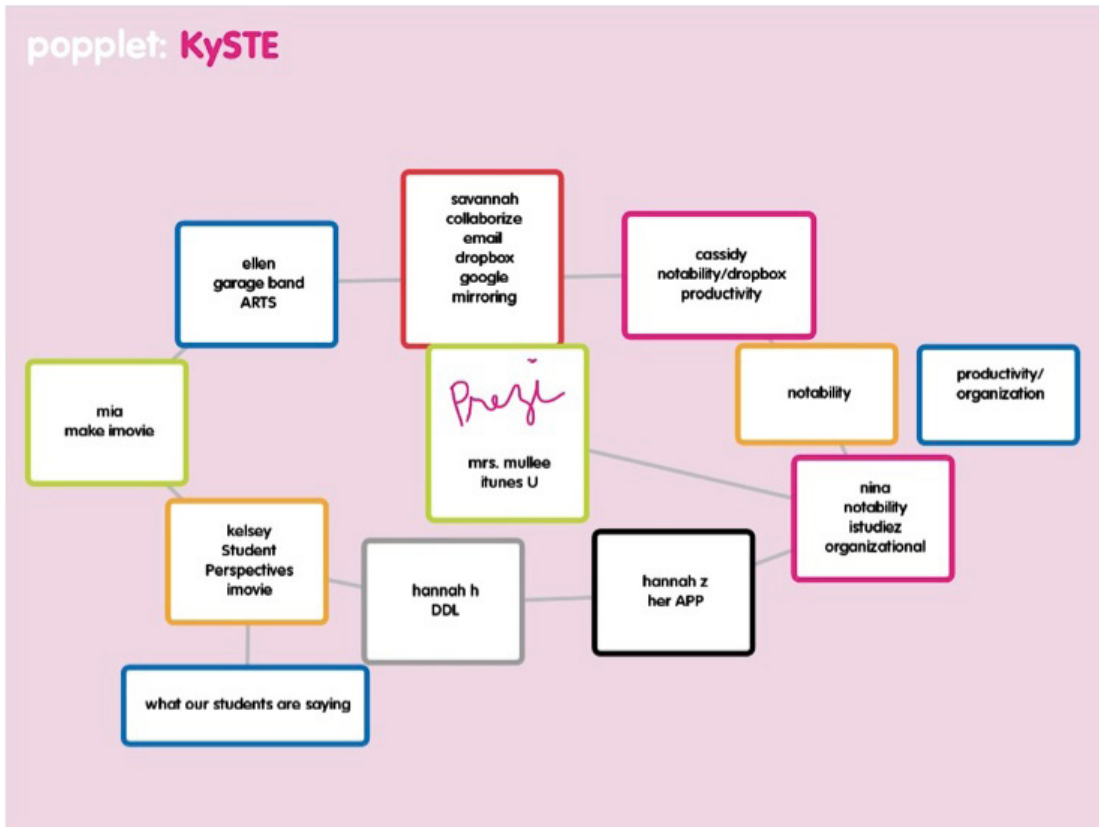 popplet: KySTE
savannah
collaborize
email
dropbox
google
mirroring
ellen
garage band
ARTS
cassidy
notability/dropbox
productivity
mia
make imovie
Prezi
mrs. mullee
itunes U
notability
productivity/
organization
nina
notability
istudiez
organizational
kelsey
Student
Perspectives
imovie
hannah h
DDL
hannah z
her APP
what our students are saying